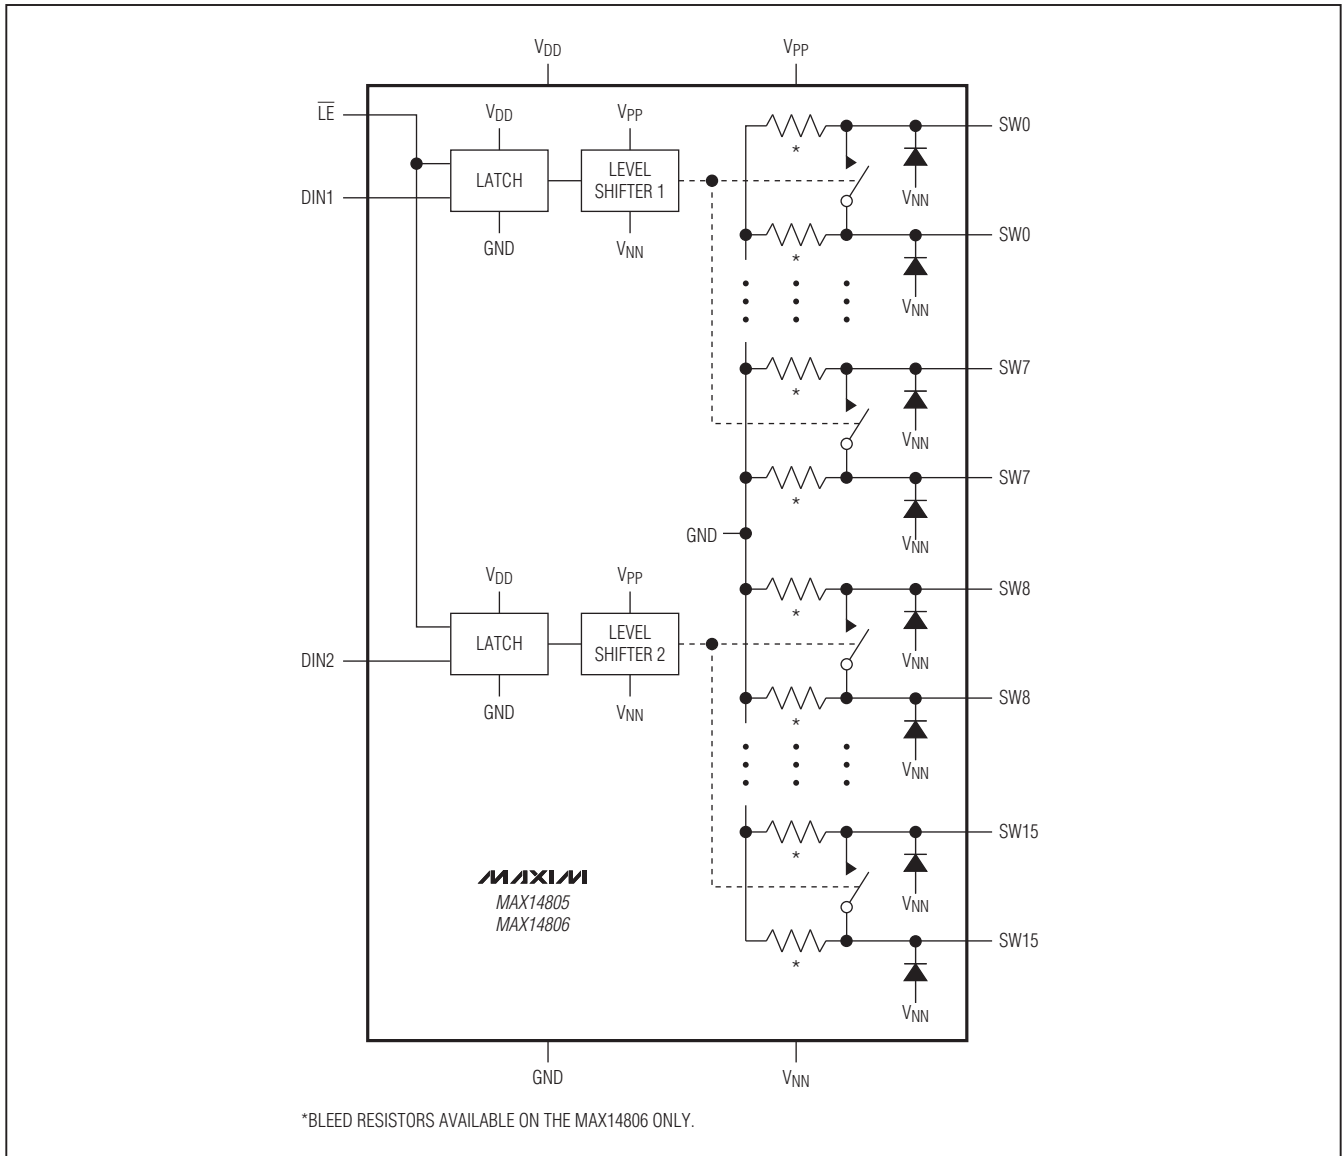 VDD
VPP
LE
VDD
VPP
SW0
*
LATCH
LEVEL
SHIFTER 1
DIN1
VNN
GND
VNN
SW0
*
VNN
SW7
*
VNN
SW7
*
GND
VNN
VDD
VPP
SW8
*
LATCH
LEVEL
SHIFTER 2
DIN2
VNN
GND
VNN
SW8
*
VNN
SW15
*
MAXIM
MAX14805
MAX14806
VNN
SW15
*
VNN
GND
VNN
*BLEED RESISTORS AVAILABLE ON THE MAX14806 ONLY.